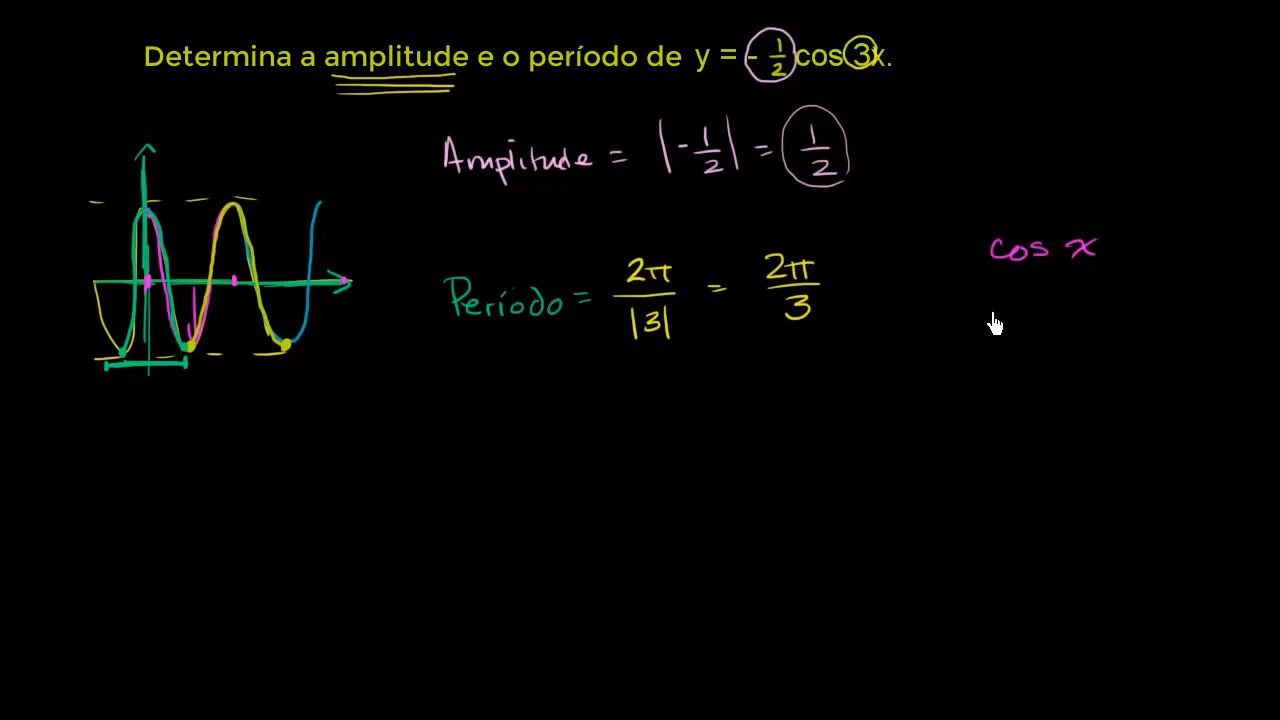 Determina a amplitude e o período de y = - 1/2 cos 3x.
Amplitude = |- 1/2| = 1/2
cos x
Período = 2π/|3| = 2π/3